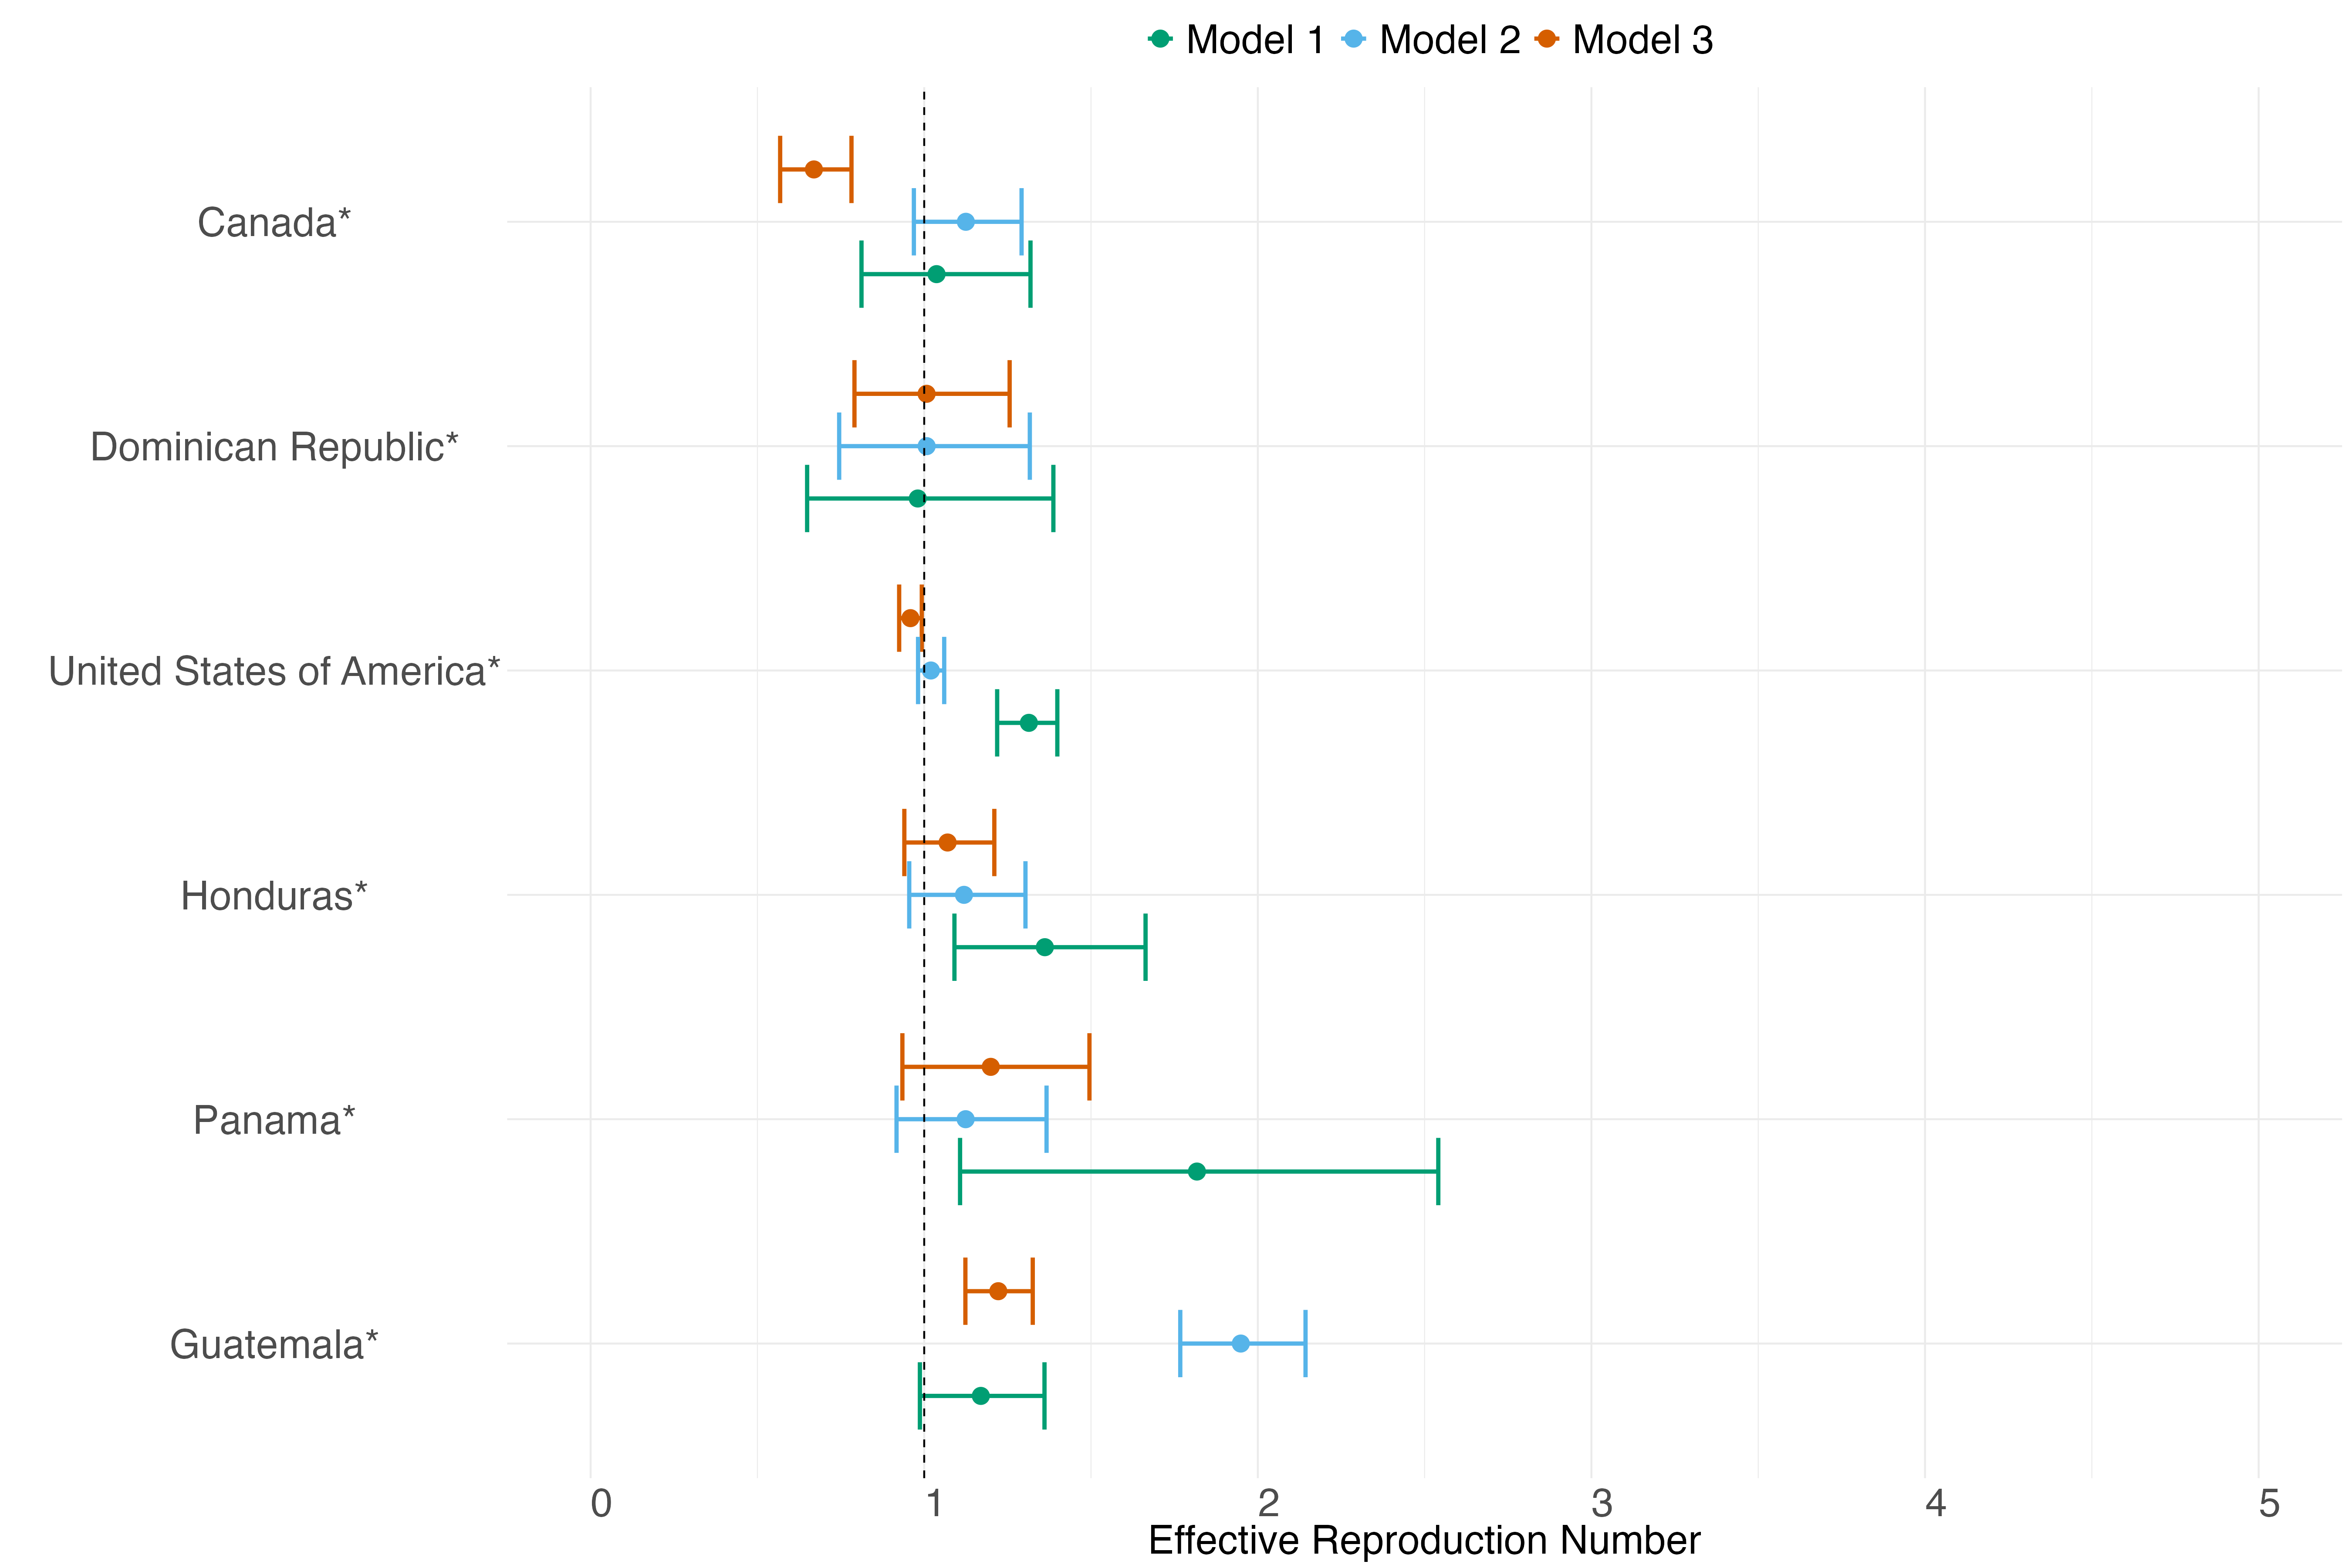 Model 1 Model 2 Model 3
Canada*
Dominican Republic*
United States of America*
Honduras*
Panama*
Guatemala*
0 1 2 3 4 5
Effective Reproduction Number